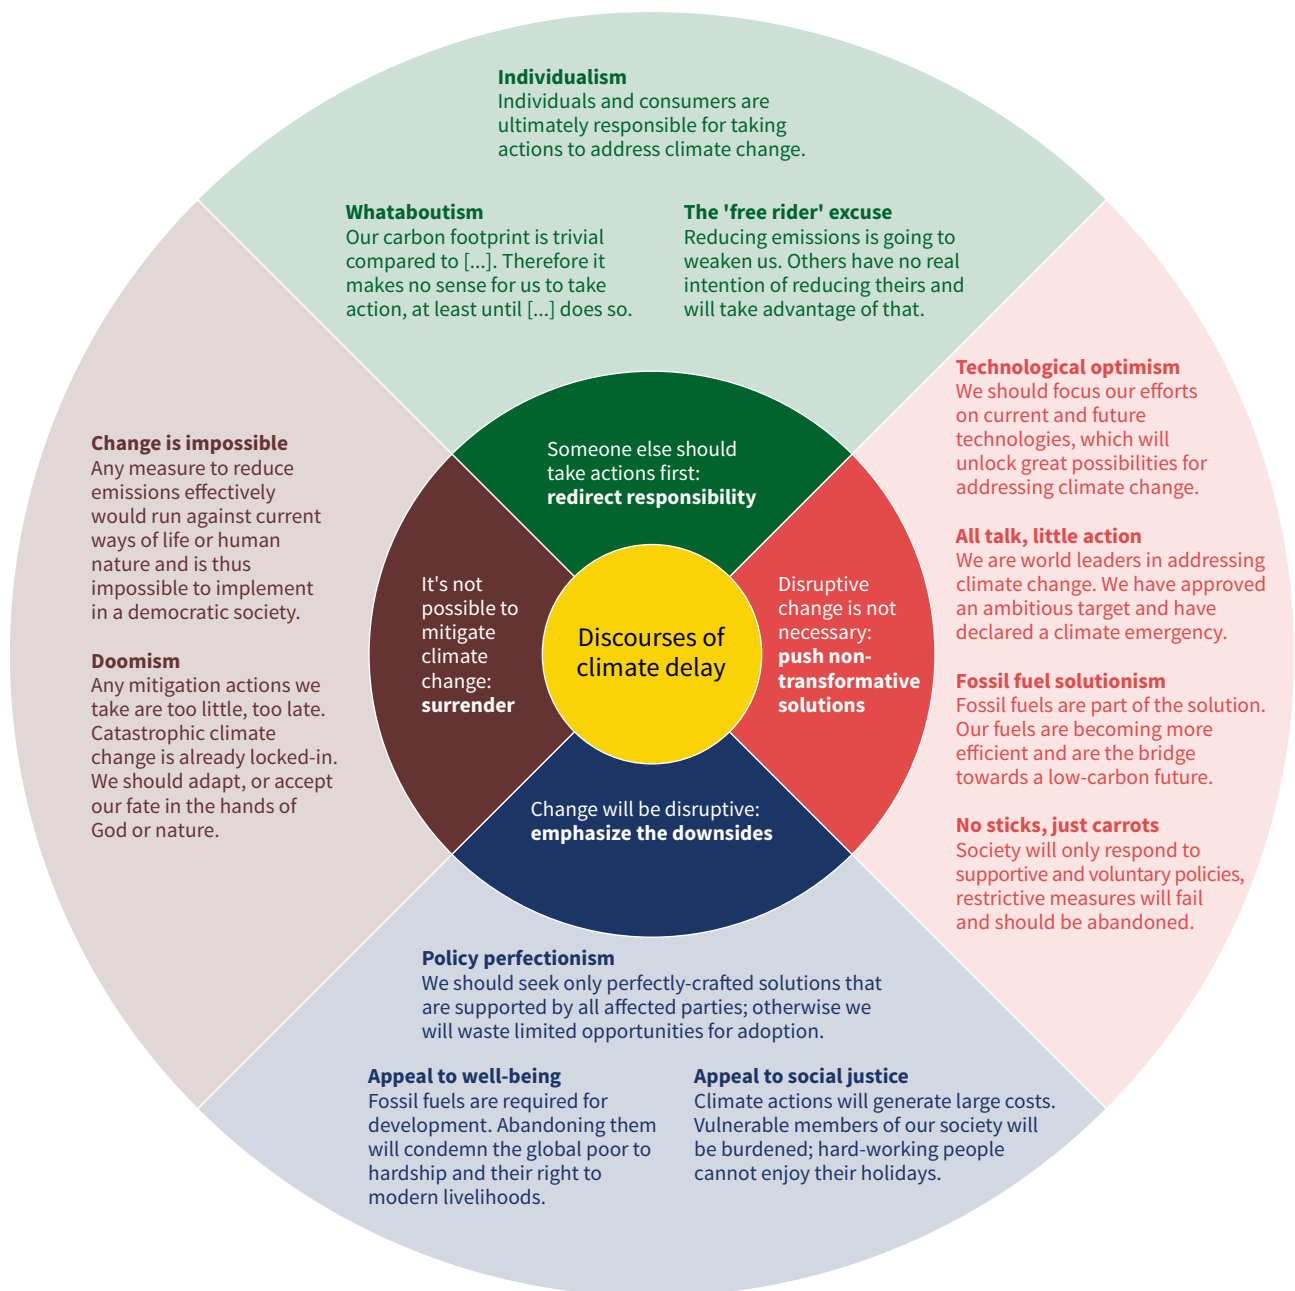 Individualism
Individuals and consumers are
ultimately responsible for taking
actions to address climate change.
Whataboutism
Our carbon footprint is trivial
compared to [...]. Therefore it
makes no sense for us to take
action, at least until [...] does so.
The 'free rider' excuse
Reducing emissions is going to
weaken us. Others have no real
intention of reducing theirs and
will take advantage of that.
Someone else should
take actions first:
redirect responsibility
Technological optimism
We should focus our efforts
on current and future
technologies, which will
unlock great possibilities for
addressing climate change.
All talk, little action
We are world leaders in addressing
climate change. We have approved
an ambitious target and have
declared a climate emergency.
Fossil fuel solutionism
Fossil fuels are part of the solution.
Our fuels are becoming more
efficient and are the bridge
towards a low-carbon future.
No sticks, just carrots
Society will only respond to
supportive and voluntary policies,
restrictive measures will fail
and should be abandoned.
Disruptive
change is not
necessary:
push non-
transformative
solutions
Discourses of
climate delay
It's not
possible to
mitigate
climate
change:
surrender
Change is impossible
Any measure to reduce
emissions effectively
would run against current
ways of life or human
nature and is thus
impossible to implement
in a democratic society.
Doomism
Any mitigation actions we
take are too little, too late.
Catastrophic climate
change is already locked-in.
We should adapt, or accept
our fate in the hands of
God or nature.
Change will be disruptive:
emphasize the downsides
Policy perfectionism
We should seek only perfectly-crafted solutions that
are supported by all affected parties; otherwise we
will waste limited opportunities for adoption.
Appeal to well-being
Fossil fuels are required for
development. Abandoning them
will condemn the global poor to
hardship and their right to
modern livelihoods.
Appeal to social justice
Climate actions will generate large costs.
Vulnerable members of our society will
be burdened; hard-working people
cannot enjoy their holidays.